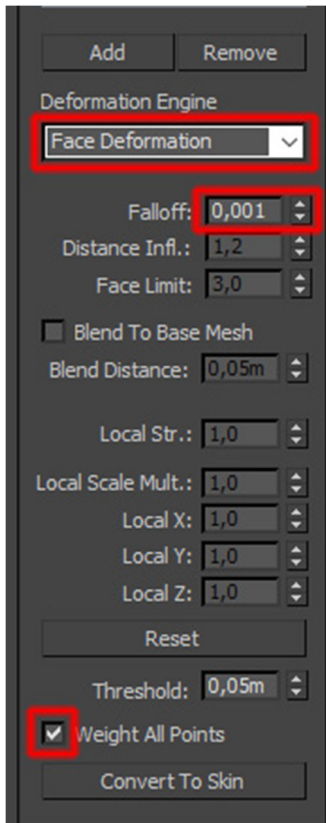 Add Remove
Deformation Engine
Face Deformation
Falloff: 0,001
Distance Infl.: 1,2
Face Limit: 3,0
Blend To Base Mesh
Blend Distance: 0,05m
Local Str.: 1,0
Local Scale Mult.: 1,0
Local X: 1,0
Local Y: 1,0
Local Z: 1,0
Reset
Threshold: 0,05m
Weight All Points
Convert To Skin